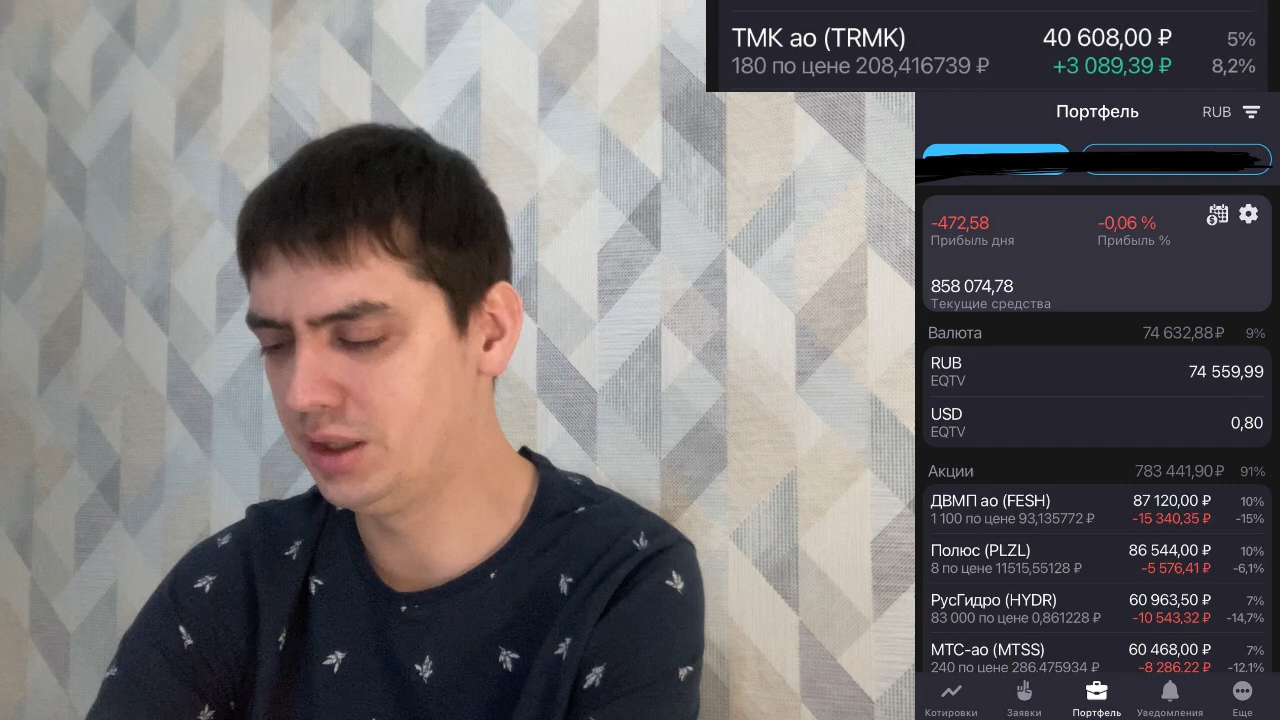 ТМК ао (TRMK) 40 608,00 ₽ 5%
180 по цене 208,416739 ₽ +3 089,39 ₽ 8,2%
Портфель RUB
-472,58 -0,06 %
Прибыль дня Прибыль %
858 074,78
Текущие средства
Валюта 74 632,88 ₽ 9%
RUB
EQTV 74 559,99
USD
EQTV 0,80
Акции 783 441,90 ₽ 91%
ДВМП ао (FESH) 87 120,00 ₽ 10%
1 100 по цене 93,135772 ₽ -15 340,35 ₽ -15%
Полюс (PLZL) 86 544,00 ₽ 10%
8 по цене 11515,55128 ₽ -5 576,41 ₽ -6,1%
РусГидро (HYDR) 60 963,50 ₽ 7%
83 000 по цене 0,861228 ₽ -10 543,32 ₽ -14,7%
МТС-ао (MTSS) 60 468,00 ₽ 7%
240 по цене 286,475934 ₽ -8 286,22 ₽ -12,1%
Котировки Заявки Портфель Уведомления Еще